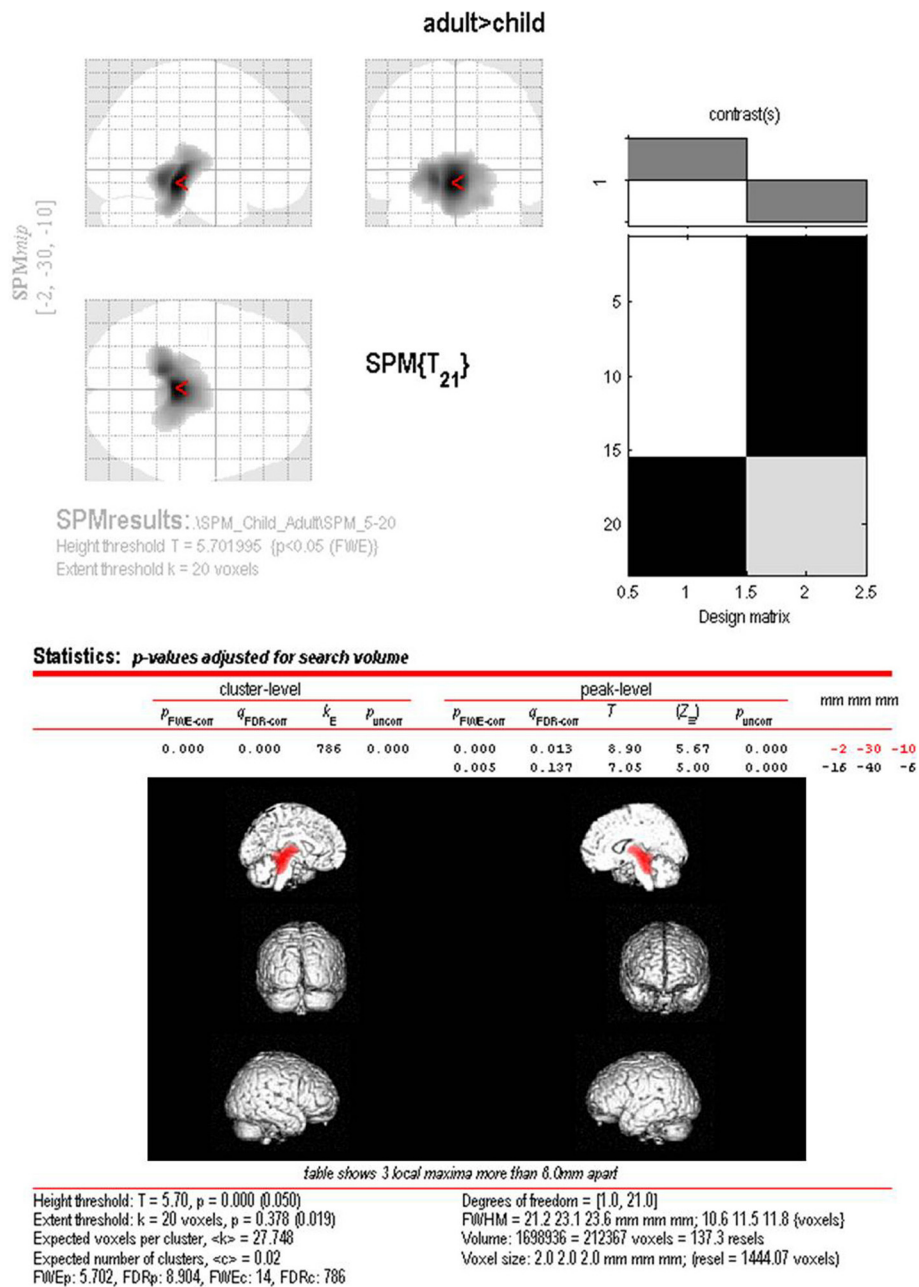 adult>child
contrast(s)
1
SPMmip
[-2, -30, -10]
SPM{T21}
5
10
15
20
0.5 1 1.5 2 2.5
Design matrix
SPMresults: .\SPM_Child_Adult\SPM_5-20
Height threshold T = 5.701995 {p<0.05 (FWE)}
Extent threshold k = 20 voxels
Statistics: p-values adjusted for search volume
cluster-level peak-level mm mm mm
pFWE-corr qFDR-corr kE puncorr pFWE-corr qFDR-corr T (Z≡) puncorr
0.000 0.000 786 0.000 0.000 0.013 8.90 5.67 0.000 -2 -30 -10
0.005 0.137 7.05 5.00 0.000 -16 -40 -6
table shows 3 local maxima more than 8.0mm apart
Height threshold: T = 5.70, p = 0.000 (0.050)
Extent threshold: k = 20 voxels, p = 0.378 (0.019)
Expected voxels per cluster, <k> = 27.748
Expected number of clusters, <c> = 0.02
FWEp: 5.702, FDRp: 8.904, FWEc: 14, FDRc: 786
Degrees of freedom = [1.0, 21.0]
FWHM = 21.2 23.1 23.6 mm mm mm; 10.6 11.5 11.8 {voxels}
Volume: 1698936 = 212367 voxels = 137.3 resels
Voxel size: 2.0 2.0 2.0 mm mm mm; (resel = 1444.07 voxels)